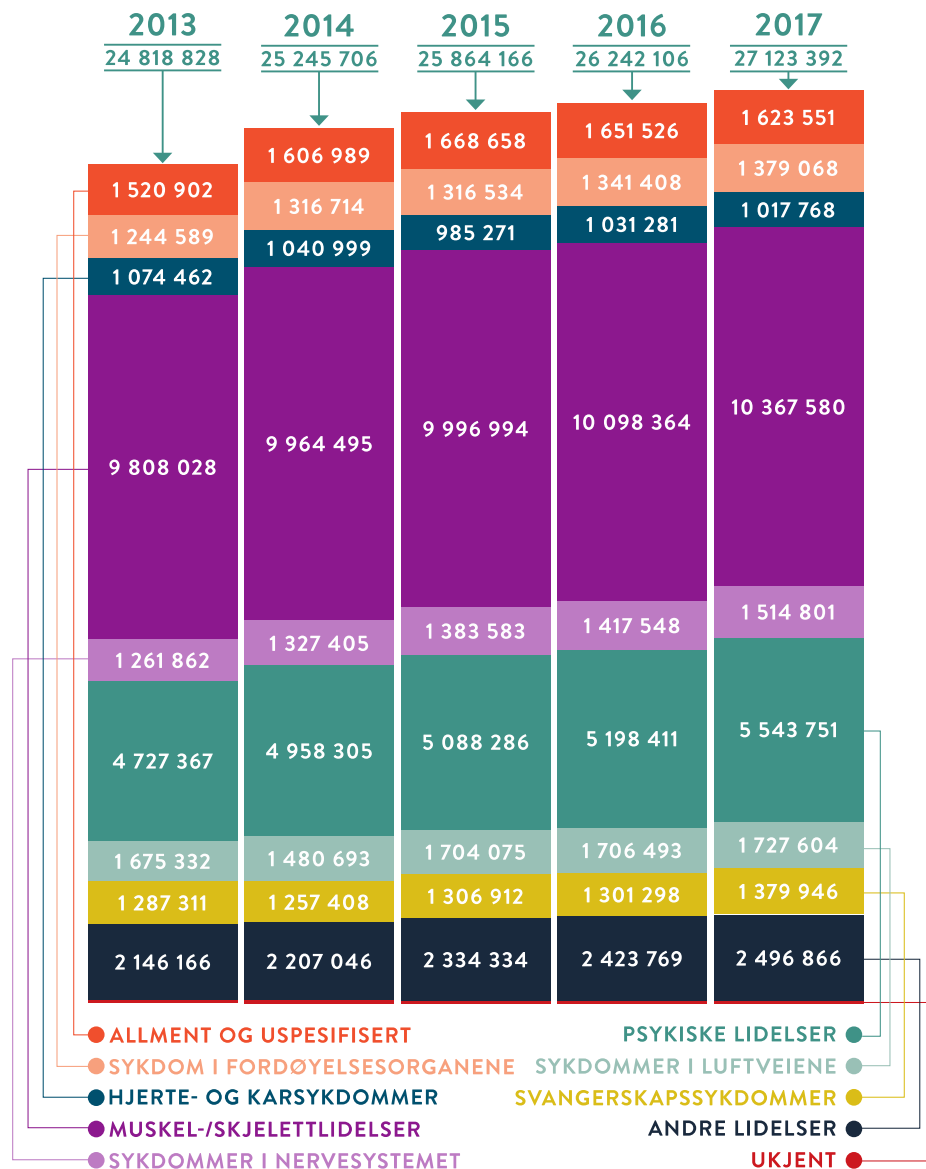 2013 2014 2015 2016 2017
24 818 828 25 245 706 25 864 166 26 242 106 27 123 392
1 520 902 1 606 989 1 668 658 1 651 526 1 623 551
1 244 589 1 316 714 1 316 534 1 341 408 1 379 068
1 074 462 1 040 999 985 271 1 031 281 1 017 768
9 808 028 9 964 495 9 996 994 10 098 364 10 367 580
1 261 862 1 327 405 1 383 583 1 417 548 1 514 801
4 727 367 4 958 305 5 088 286 5 198 411 5 543 751
1 675 332 1 480 693 1 704 075 1 706 493 1 727 604
1 287 311 1 257 408 1 306 912 1 301 298 1 379 946
2 146 166 2 207 046 2 334 334 2 423 769 2 496 866
ALLMENT OG USPESIFISERT PSYKISKE LIDELSER
SYKDOM I FORDØYELSESORGANENE SYKDOMMER I LUFTVEIENE
HJERTE- OG KARSYKDOMMER SVANGERSKAPSSYKDOMMER
MUSKEL-/SKJELETTLIDELSER ANDRE LIDELSER
SYKDOMMER I NERVESYSTEMET UKJENT